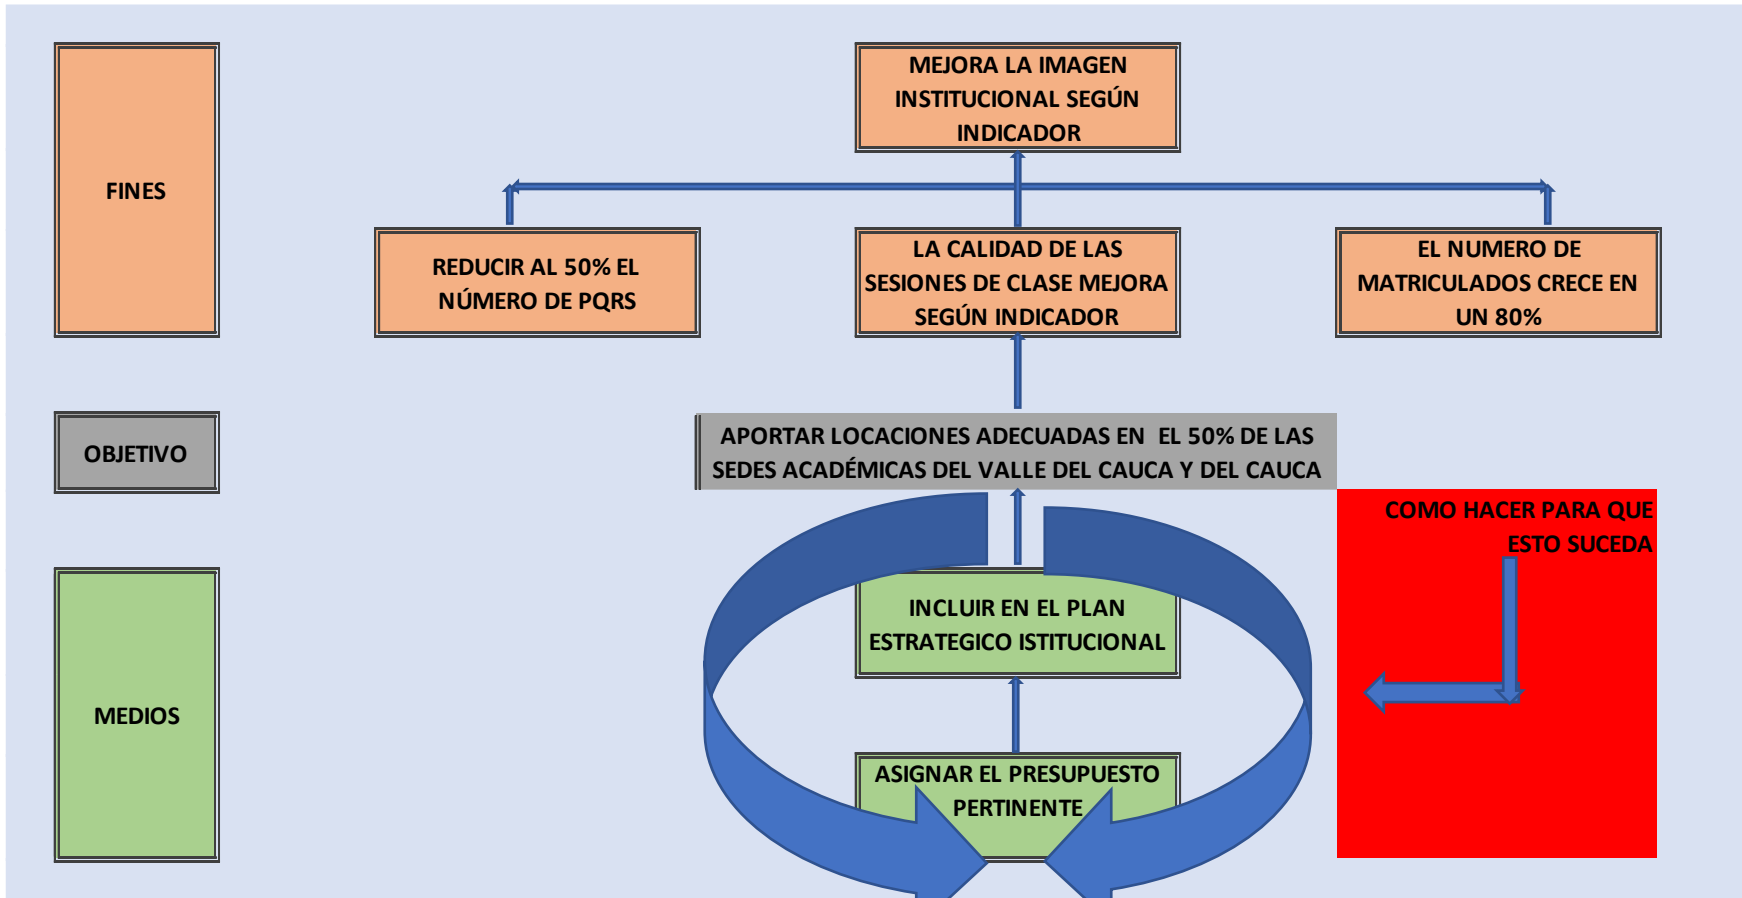 MEJORA LA IMAGEN
INSTITUCIONAL SEGÚN
INDICADOR
FINES
REDUCIR AL 50% EL
NÚMERO DE PQRS
LA CALIDAD DE LAS
SESIONES DE CLASE MEJORA
SEGÚN INDICADOR
EL NUMERO DE
MATRICULADOS CRECE EN
UN 80%
OBJETIVO
APORTAR LOCACIONES ADECUADAS EN EL 50% DE LAS
SEDES ACADÉMICAS DEL VALLE DEL CAUCA Y DEL CAUCA
COMO HACER PARA QUE
ESTO SUCEDA
MEDIOS
INCLUIR EN EL PLAN
ESTRATEGICO ISTITUCIONAL
ASIGNAR EL PRESUPUESTO
PERTINENTE